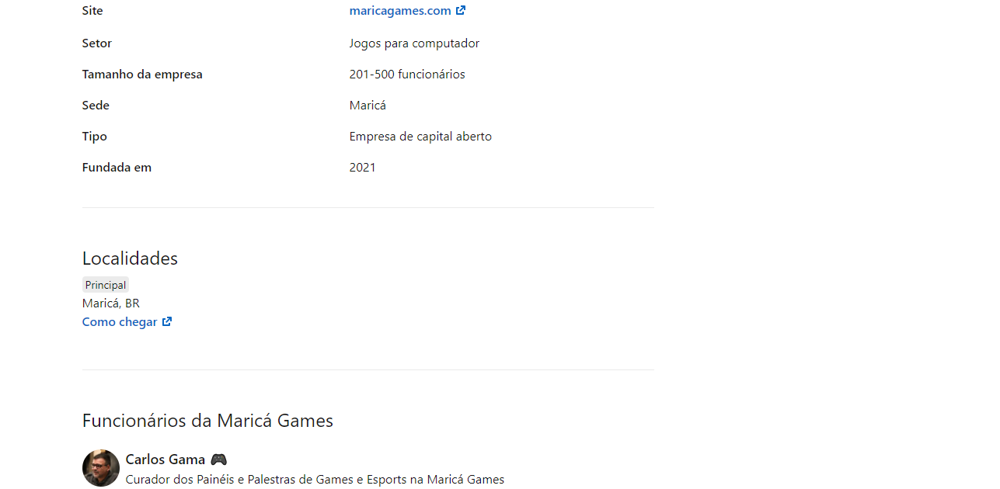 Site maricagames.com
Setor Jogos para computador
Tamanho da empresa 201-500 funcionários
Sede Maricá
Tipo Empresa de capital aberto
Fundada em 2021
Localidades
Principal
Maricá, BR
Como chegar
Funcionários da Maricá Games
Carlos Gama 🎮
Curador dos Painéis e Palestras de Games e Esports na Maricá Games